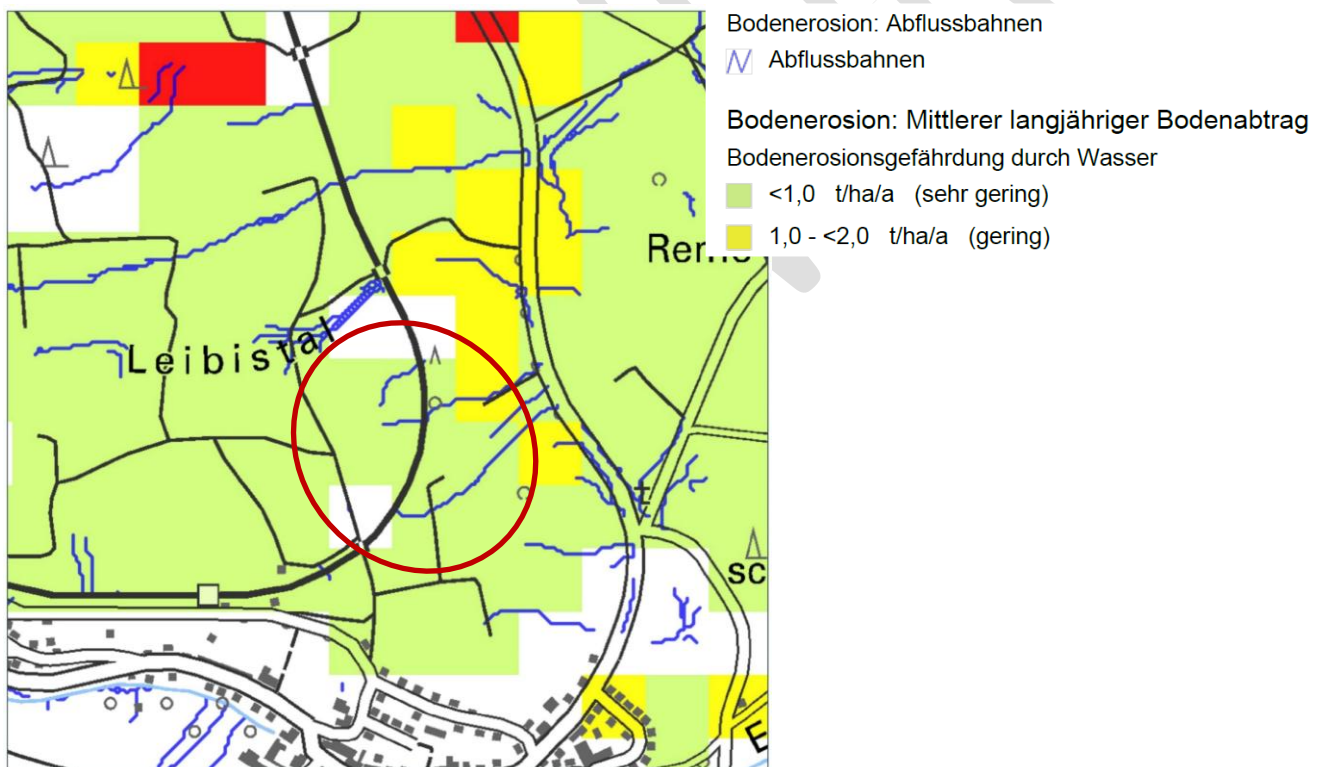 Bodenerosion: Abflussbahnen
Abflussbahnen
Bodenerosion: Mittlerer langjähriger Bodenabtrag
Bodenerosionsgefährdung durch Wasser
<1,0 t/ha/a (sehr gering)
1,0 - <2,0 t/ha/a (gering)
Leibistal
t
sc
E